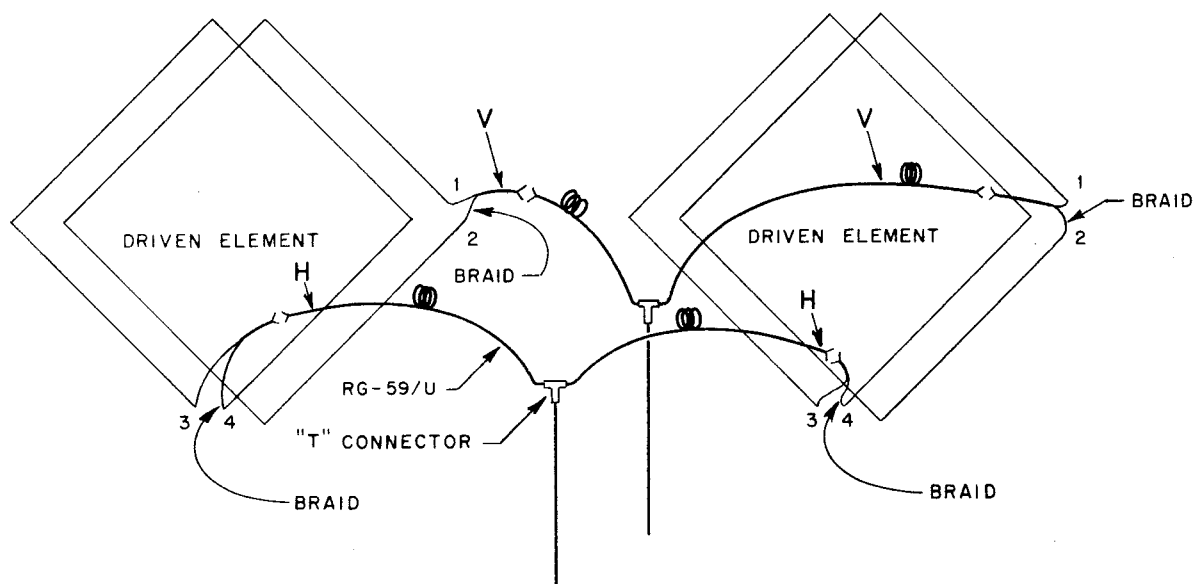 V
V
1
1
BRAID
2
2
DRIVEN ELEMENT
DRIVEN ELEMENT
BRAID
H
H
RG-59/U
3
4
3
4
"T" CONNECTOR
BRAID
BRAID